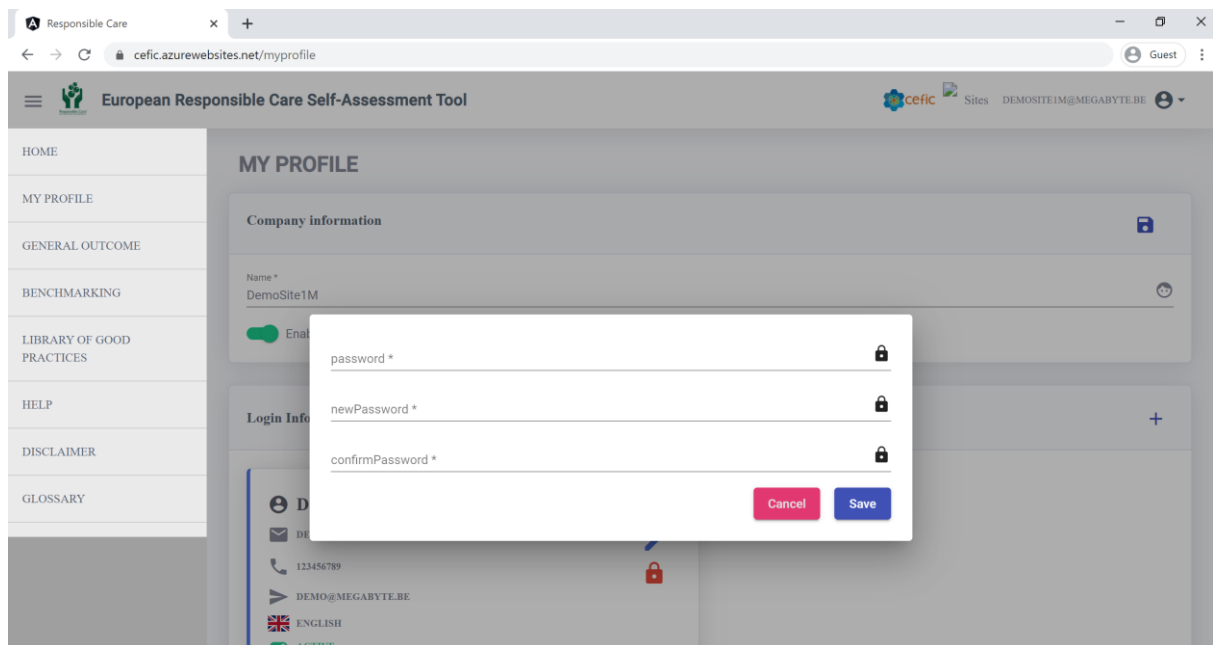 Responsible Care
cefic.azurewebsites.net/myprofile
Guest
European Responsible Care Self-Assessment Tool
cefic
Sites
DEMOSITE1M@MEGABYTE.BE
HOME
MY PROFILE
GENERAL OUTCOME
BENCHMARKING
LIBRARY OF GOOD
PRACTICES
HELP
DISCLAIMER
GLOSSARY
MY PROFILE
Company information
Name *
DemoSite1M
password *
newPassword *
Login Info
confirmPassword *
Cancel
Save
123456789
DEMO@MEGABYTE.BE
ENGLISH